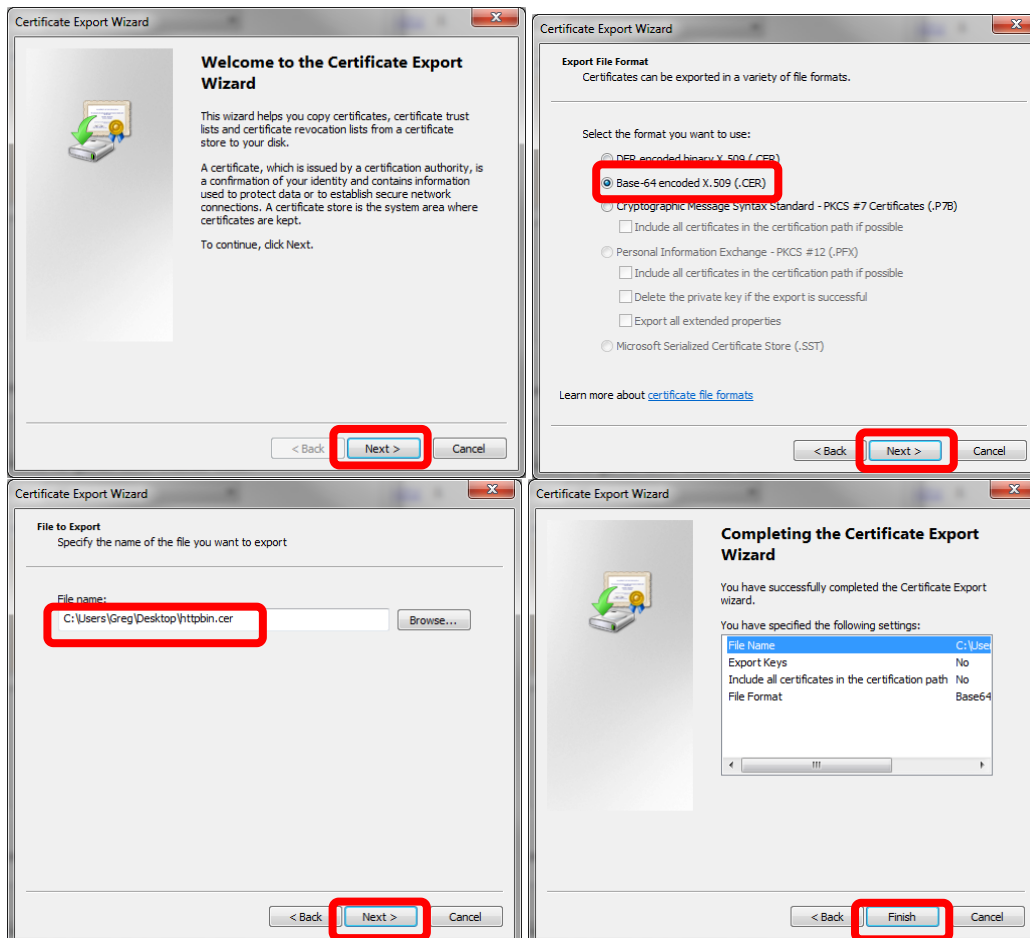 Certificate Export Wizard
Welcome to the Certificate Export
Wizard
This wizard helps you copy certificates, certificate trust
lists and certificate revocation lists from a certificate
store to your disk.
A certificate, which is issued by a certification authority, is
a confirmation of your identity and contains information
used to protect data or to establish secure network
connections. A certificate store is the system area where
certificates are kept.
To continue, click Next.
< Back
Next >
Cancel
Certificate Export Wizard
Export File Format
Certificates can be exported in a variety of file formats.
Select the format you want to use:
DER encoded binary X.509 (.CER)
Base-64 encoded X.509 (.CER)
Cryptographic Message Syntax Standard - PKCS #7 Certificates (.P7B)
Include all certificates in the certification path if possible
Personal Information Exchange - PKCS #12 (.PFX)
Include all certificates in the certification path if possible
Delete the private key if the export is successful
Export all extended properties
Microsoft Serialized Certificate Store (.SST)
Learn more about certificate file formats
< Back
Next >
Cancel
Certificate Export Wizard
File to Export
Specify the name of the file you want to export
File name:
C:\Users\Greg\Desktop\httpbin.cer
Browse...
< Back
Next >
Cancel
Certificate Export Wizard
Completing the Certificate Export
Wizard
You have successfully completed the Certificate Export
wizard.
You have specified the following settings:
File Name C:\User
Export Keys No
Include all certificates in the certification path No
File Format Base64
< Back
Finish
Cancel